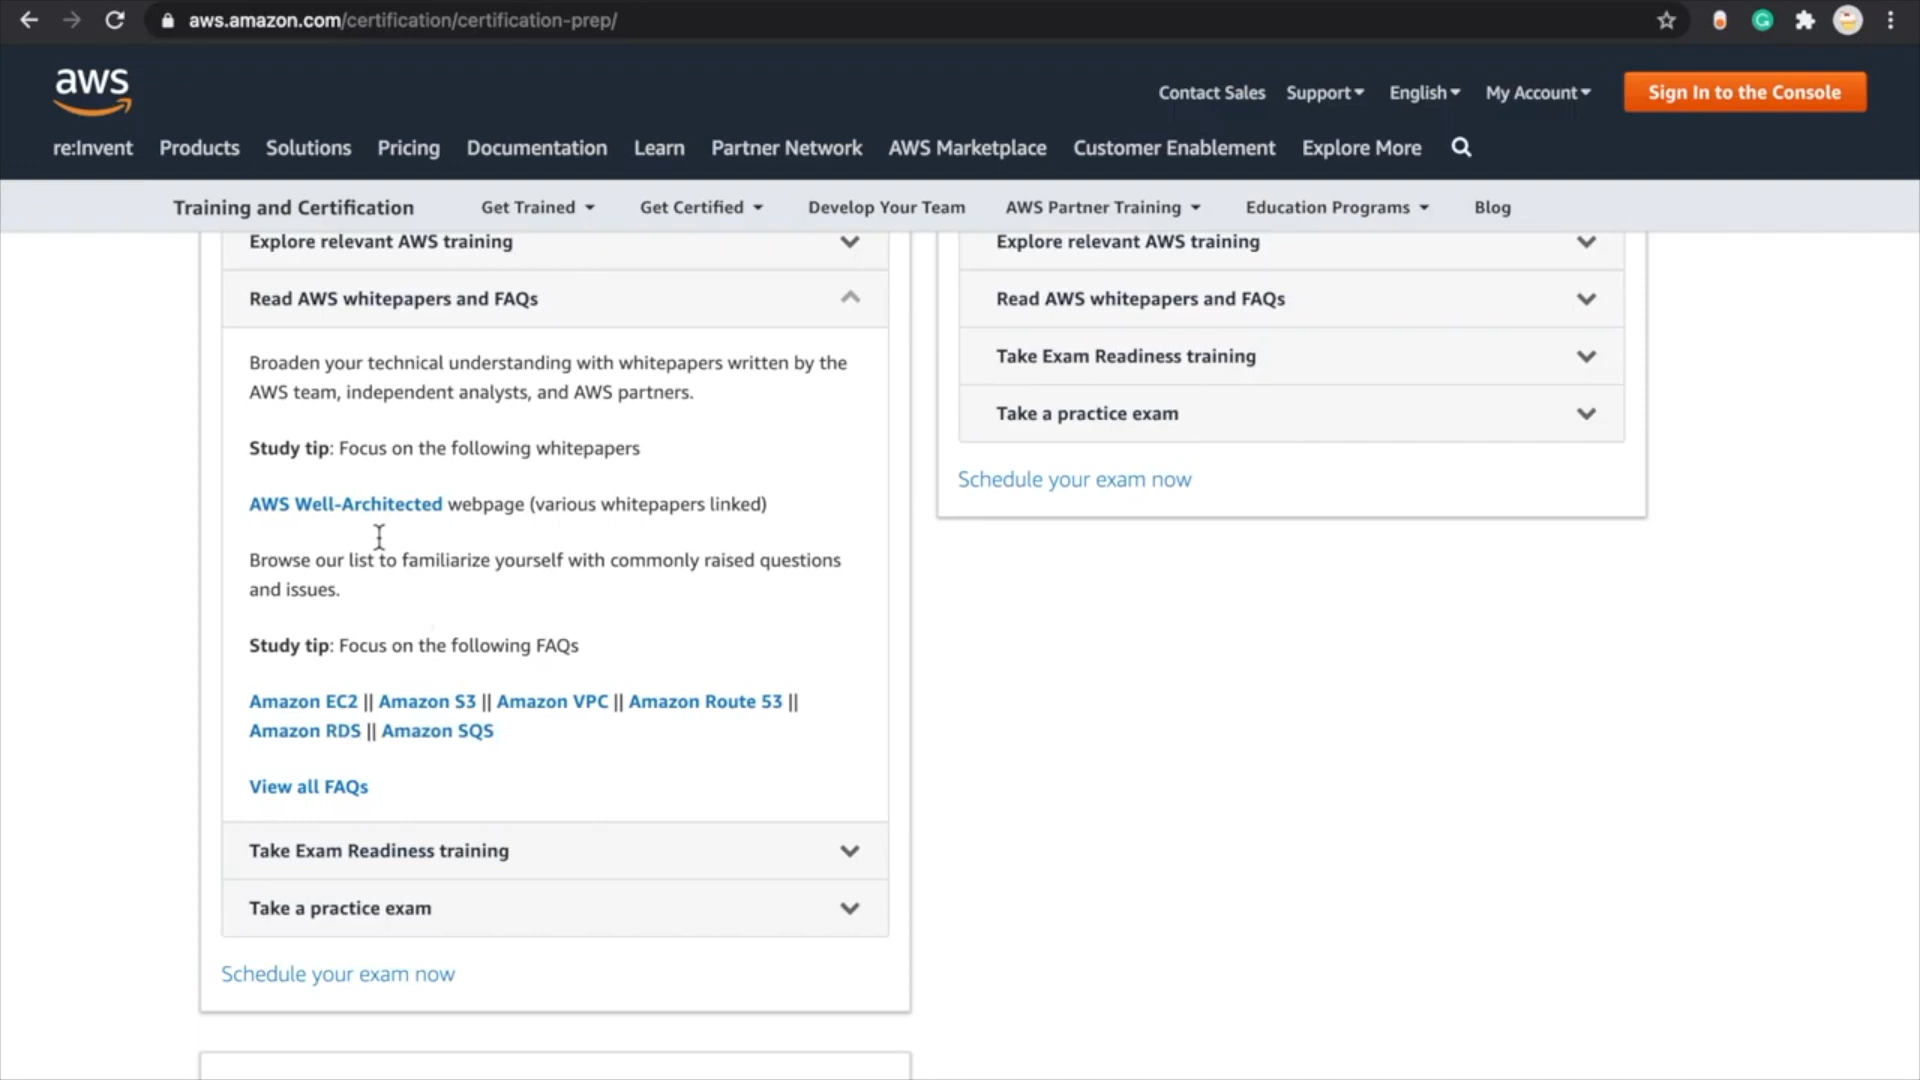 aws.amazon.com/certification/certification-prep/
aws
Contact Sales Support English My Account Sign In to the Console
re:Invent Products Solutions Pricing Documentation Learn Partner Network AWS Marketplace Customer Enablement Explore More
Training and Certification Get Trained Get Certified Develop Your Team AWS Partner Training Education Programs Blog
Explore relevant AWS training
Read AWS whitepapers and FAQs
Broaden your technical understanding with whitepapers written by the
AWS team, independent analysts, and AWS partners.
Study tip: Focus on the following whitepapers
AWS Well-Architected webpage (various whitepapers linked)
Browse our list to familiarize yourself with commonly raised questions
and issues.
Study tip: Focus on the following FAQs
Amazon EC2 || Amazon S3 || Amazon VPC || Amazon Route 53 ||
Amazon RDS || Amazon SQS
View all FAQs
Take Exam Readiness training
Take a practice exam
Schedule your exam now
Explore relevant AWS training
Read AWS whitepapers and FAQs
Take Exam Readiness training
Take a practice exam
Schedule your exam now